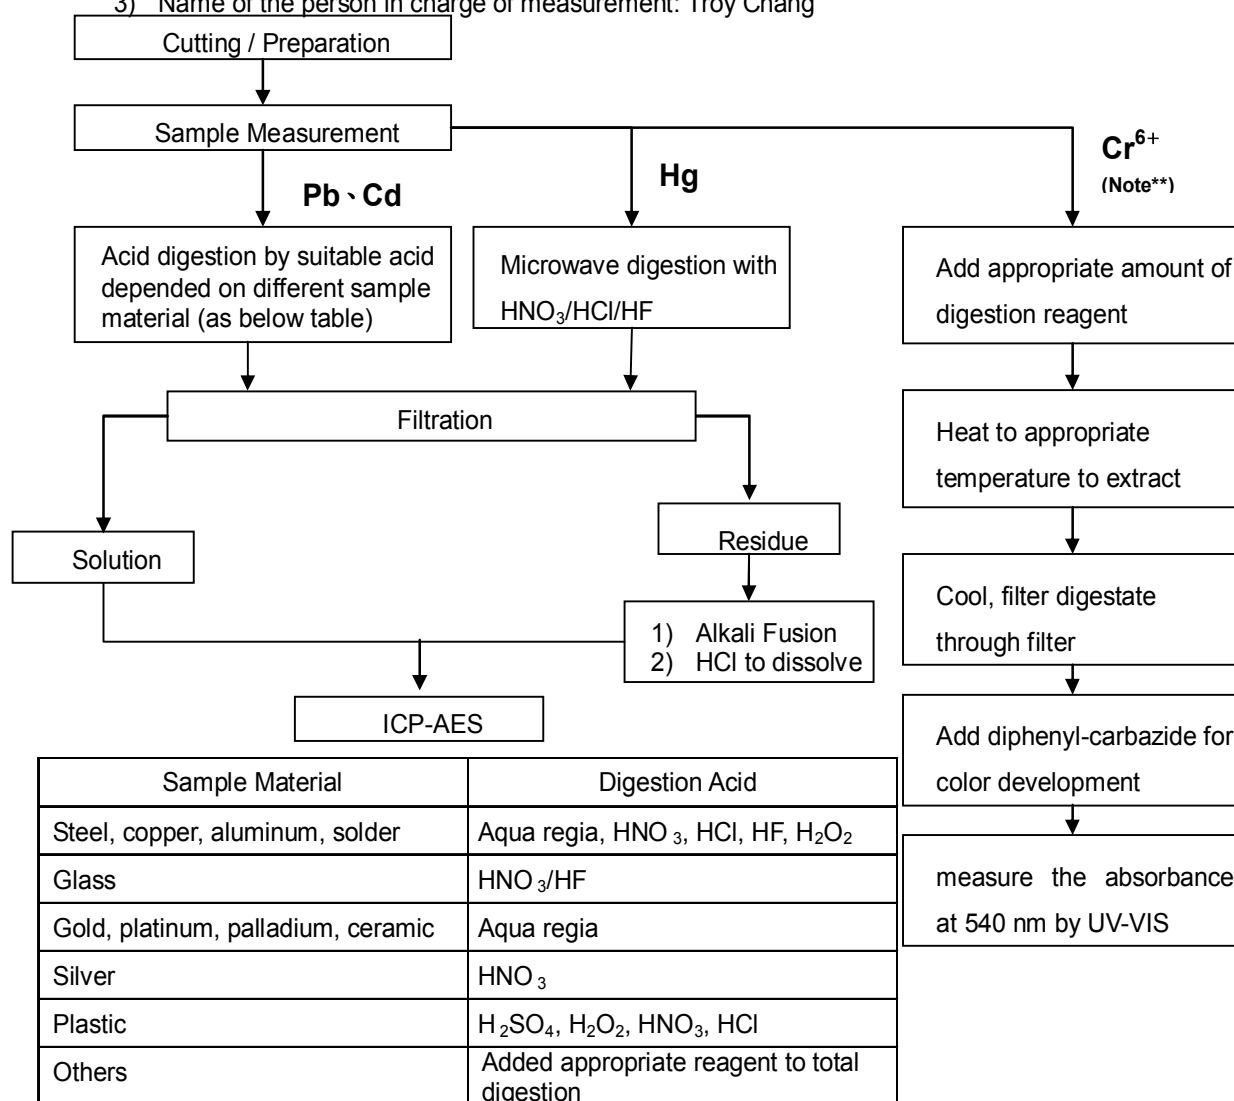 3) Name of the person in charge of measurement: Troy Chang
Cutting / Preparation
Sample Measurement
Pb、Cd
Hg
Cr⁶⁺
(Note**)
Acid digestion by suitable acid
depended on different sample
material (as below table)
Microwave digestion with
HNO₃/HCl/HF
Add appropriate amount of
digestion reagent
Filtration
Heat to appropriate
temperature to extract
Solution
Residue
Cool, filter digestate
through filter
1) Alkali Fusion
2) HCl to dissolve
ICP-AES
Add diphenyl-carbazide for
color development
measure the absorbance
at 540 nm by UV-VIS
Sample Material Digestion Acid
Steel, copper, aluminum, solder Aqua regia, HNO₃, HCl, HF, H₂O₂
Glass HNO₃/HF
Gold, platinum, palladium, ceramic Aqua regia
Silver HNO₃
Plastic H₂SO₄, H₂O₂, HNO₃, HCl
Others Added appropriate reagent to total
digestion